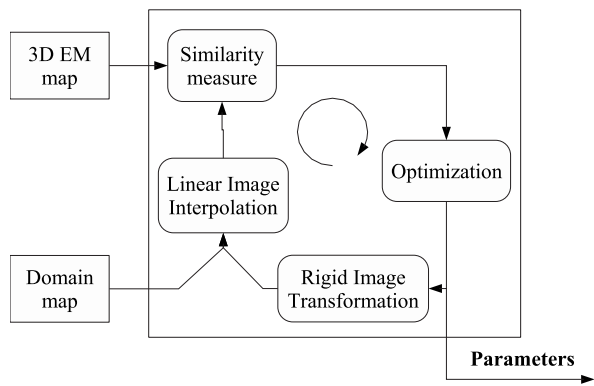 3D EM
map
Similarity
measure
Optimization
Linear Image
Interpolation
Domain
map
Rigid Image
Transformation
Parameters